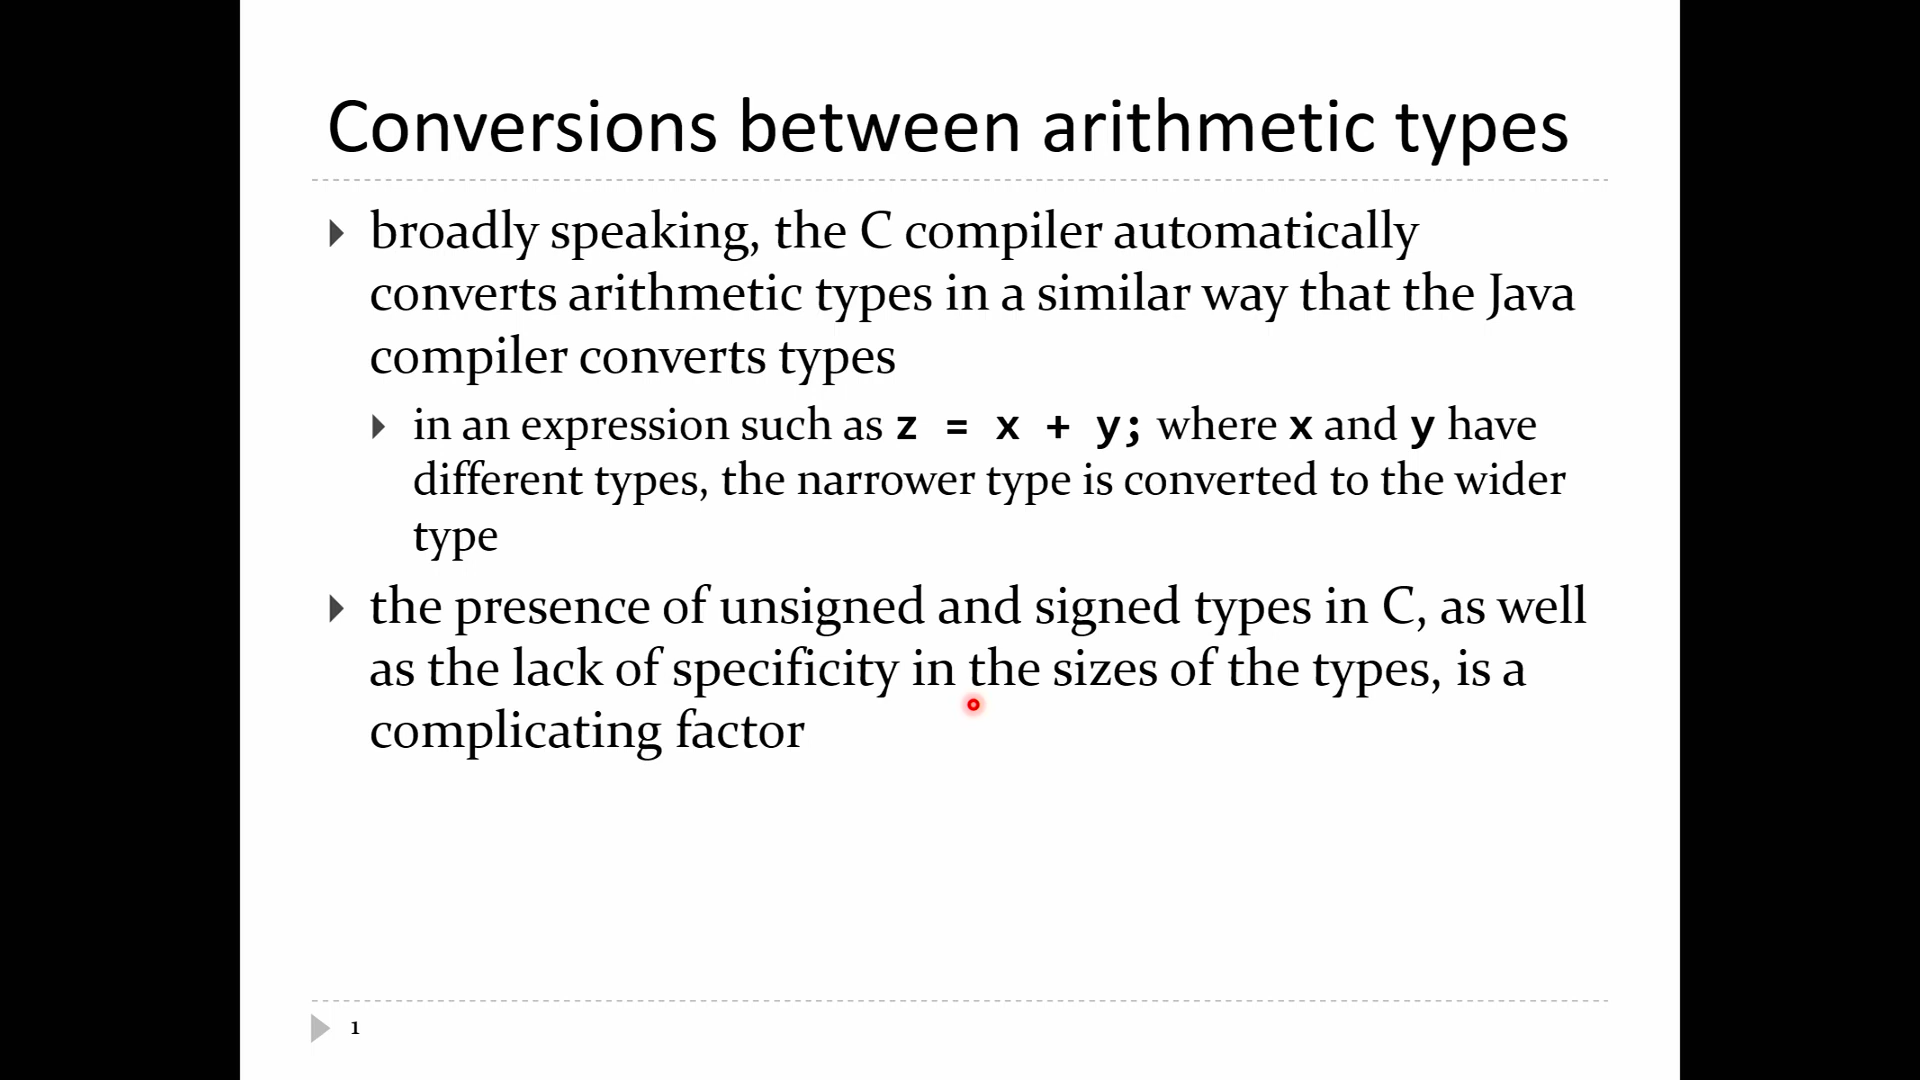 Conversions between arithmetic types
broadly speaking, the C compiler automatically
converts arithmetic types in a similar way that the Java
compiler converts types
in an expression such as z = x + y; where x and y have
different types, the narrower type is converted to the wider
type
the presence of unsigned and signed types in C, as well
as the lack of specificity in the sizes of the types, is a
complicating factor
1